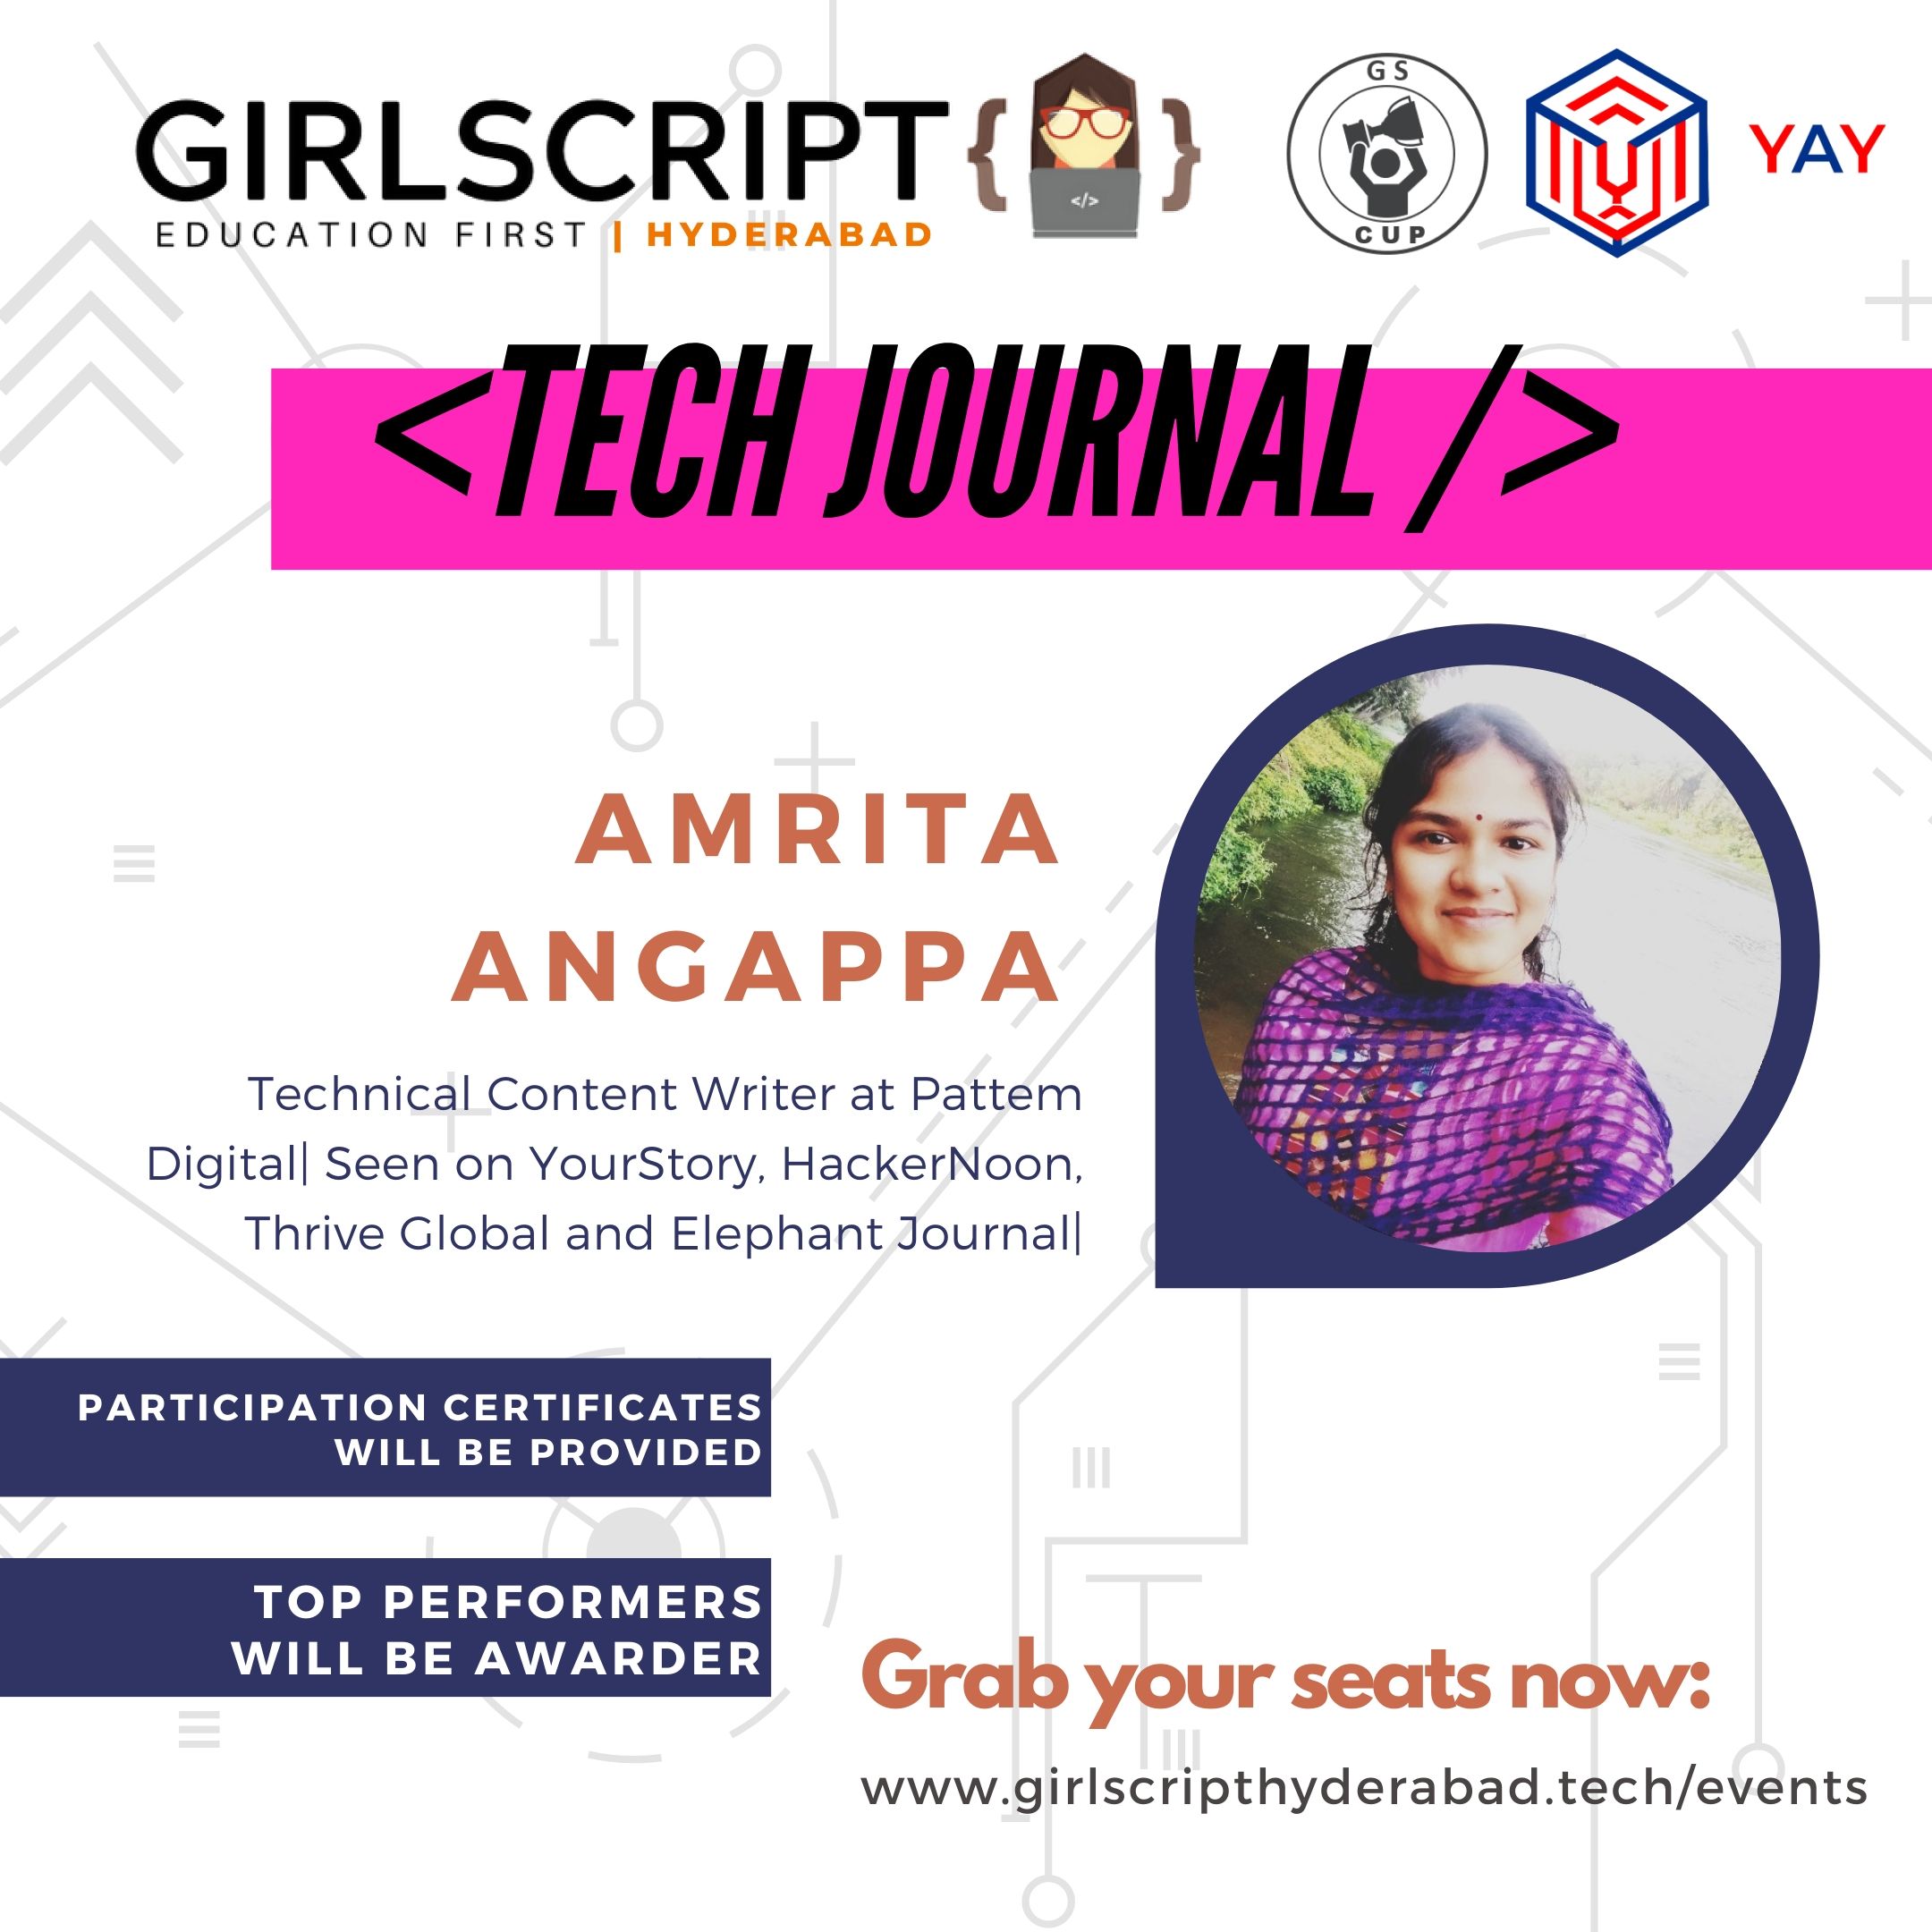 GIRLSCRIPT
EDUCATION FIRST | HYDERABAD
</>
GS
CUP
YAY
<TECH JOURNAL />
AMRITA
ANGAPPA
Technical Content Writer at Pattem
Digital| Seen on YourStory, HackerNoon,
Thrive Global and Elephant Journal|
PARTICIPATION CERTIFICATES
WILL BE PROVIDED
TOP PERFORMERS
WILL BE AWARDER
Grab your seats now:
www.girlscripthyderabad.tech/events